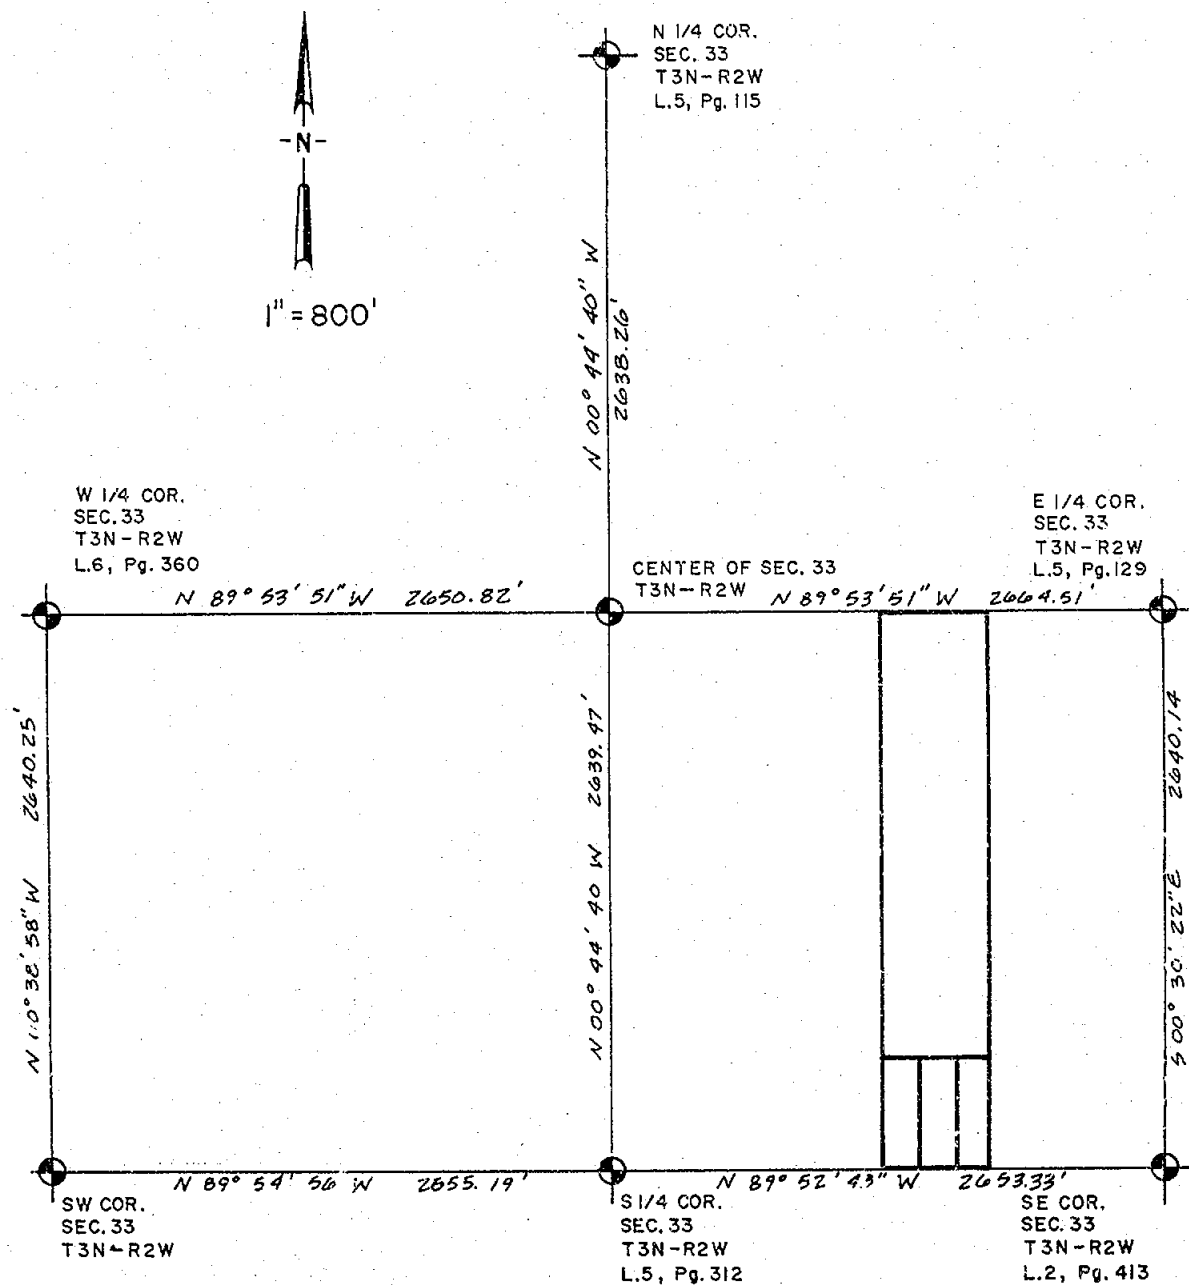 N 1/4 COR.
SEC. 33
T3N-R2W
L.5, Pg. 115
-N-
1" = 800'
N 00° 44' 40" W
2638.26'
W 1/4 COR.
SEC. 33
T3N-R2W
L.6, Pg. 360
E 1/4 COR.
SEC. 33
T3N-R2W
L.5, Pg. 129
CENTER OF SEC. 33
T3N-R2W
N 89° 53' 51" W 2650.82'
N 89° 53' 51" W 2664.51'
2640.25'
2639.47'
2640.14
N 00° 44' 40 W
S 00° 30' 22" E
N 89° 54' 56 W 2655.19'
N 89° 52' 43" W 2653.33'
SW COR.
SEC. 33
T3N-R2W
S 1/4 COR.
SEC. 33
T3N-R2W
L.5, Pg. 312
SE COR.
SEC. 33
T3N-R2W
L.2, Pg. 413